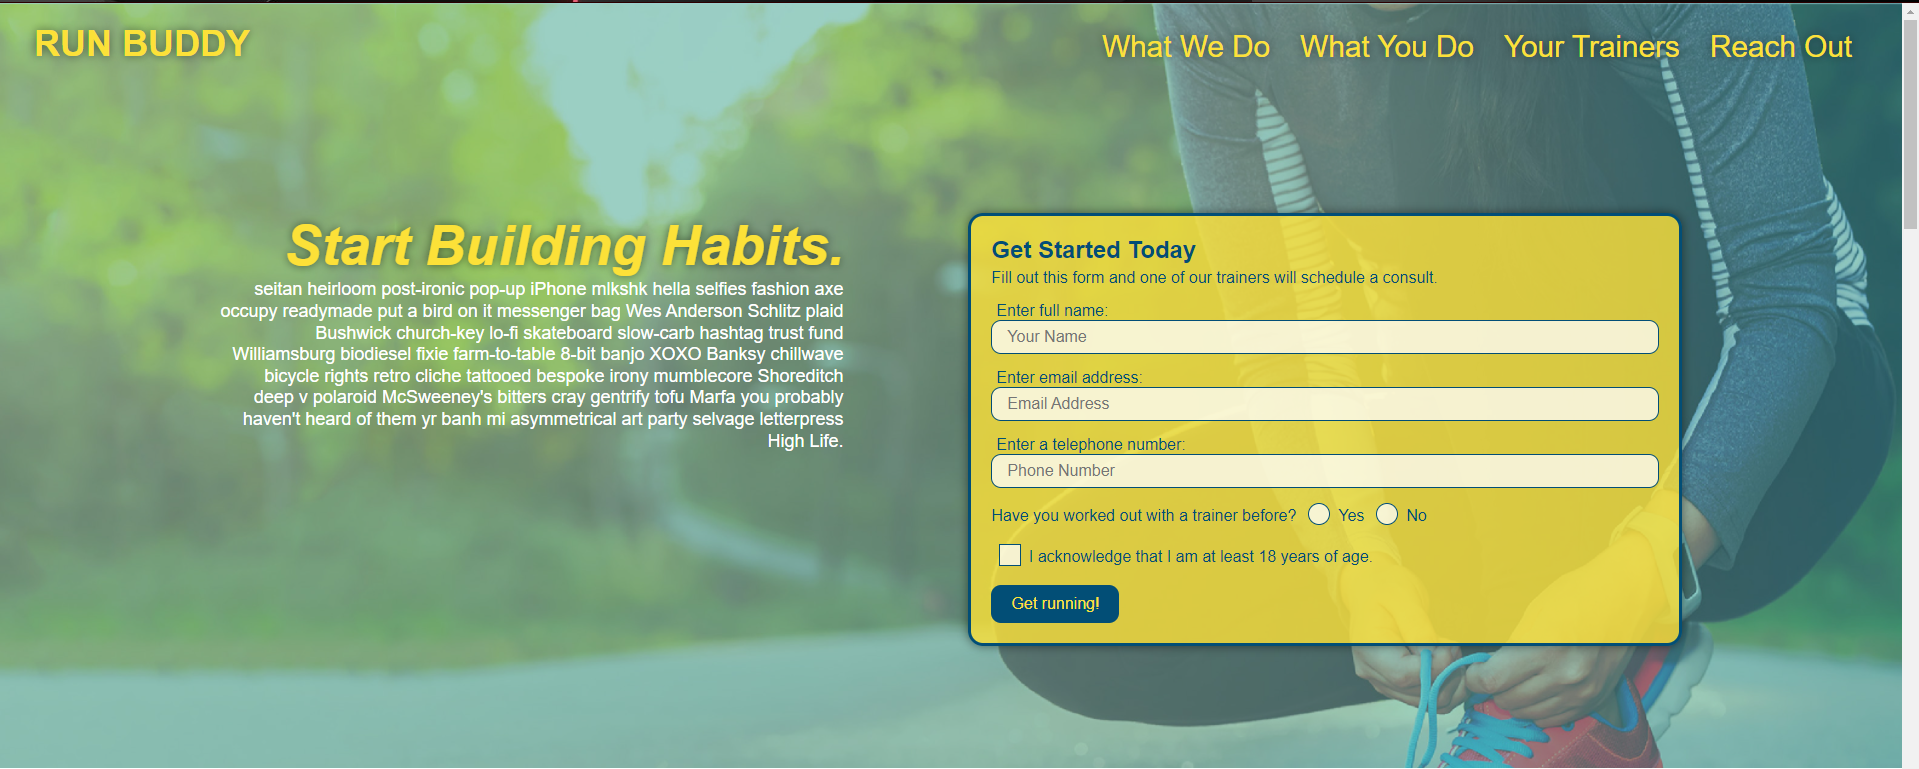 RUN BUDDY
What We Do What You Do Your Trainers Reach Out
Start Building Habits.
seitan heirloom post-ironic pop-up iPhone mlkshk hella selfies fashion axe
occupy readymade put a bird on it messenger bag Wes Anderson Schlitz plaid
Bushwick church-key lo-fi skateboard slow-carb hashtag trust fund
Williamsburg biodiesel fixie farm-to-table 8-bit banjo XOXO Banksy chillwave
bicycle rights retro cliche tattooed bespoke irony mumblecore Shoreditch
deep v polaroid McSweeney's bitters cray gentrify tofu Marfa you probably
haven't heard of them yr banh mi asymmetrical art party selvage letterpress
High Life.
Get Started Today
Fill out this form and one of our trainers will schedule a consult.
Enter full name:
Your Name
Enter email address:
Email Address
Enter a telephone number:
Phone Number
Have you worked out with a trainer before? Yes No
I acknowledge that I am at least 18 years of age.
Get running!